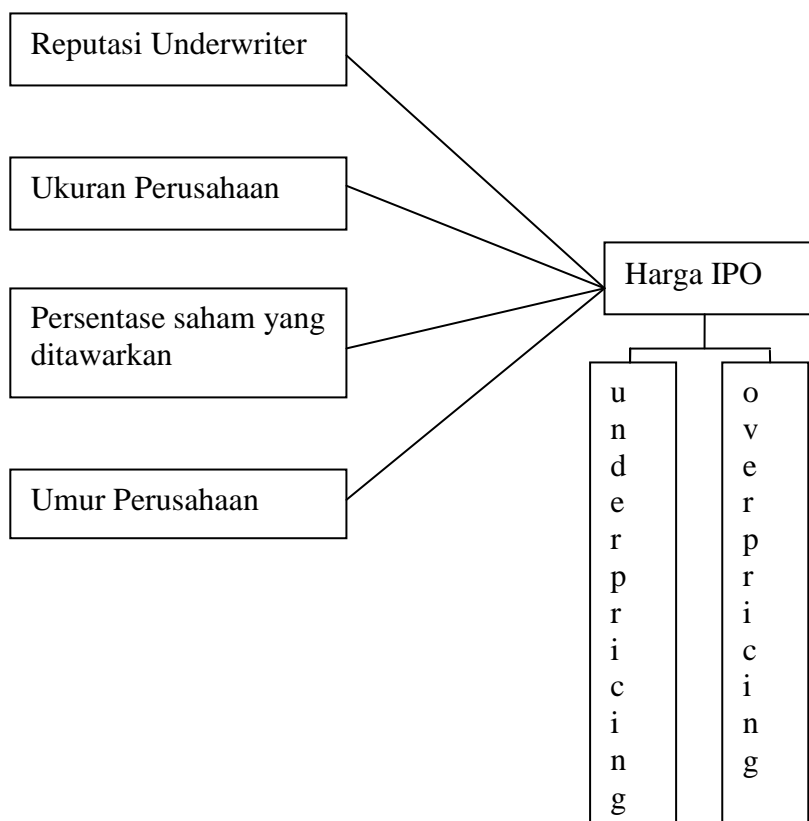 Reputasi Underwriter
Ukuran Perusahaan
Persentase saham yang
ditawarkan
Umur Perusahaan
Harga IPO
underpricing
overpricing